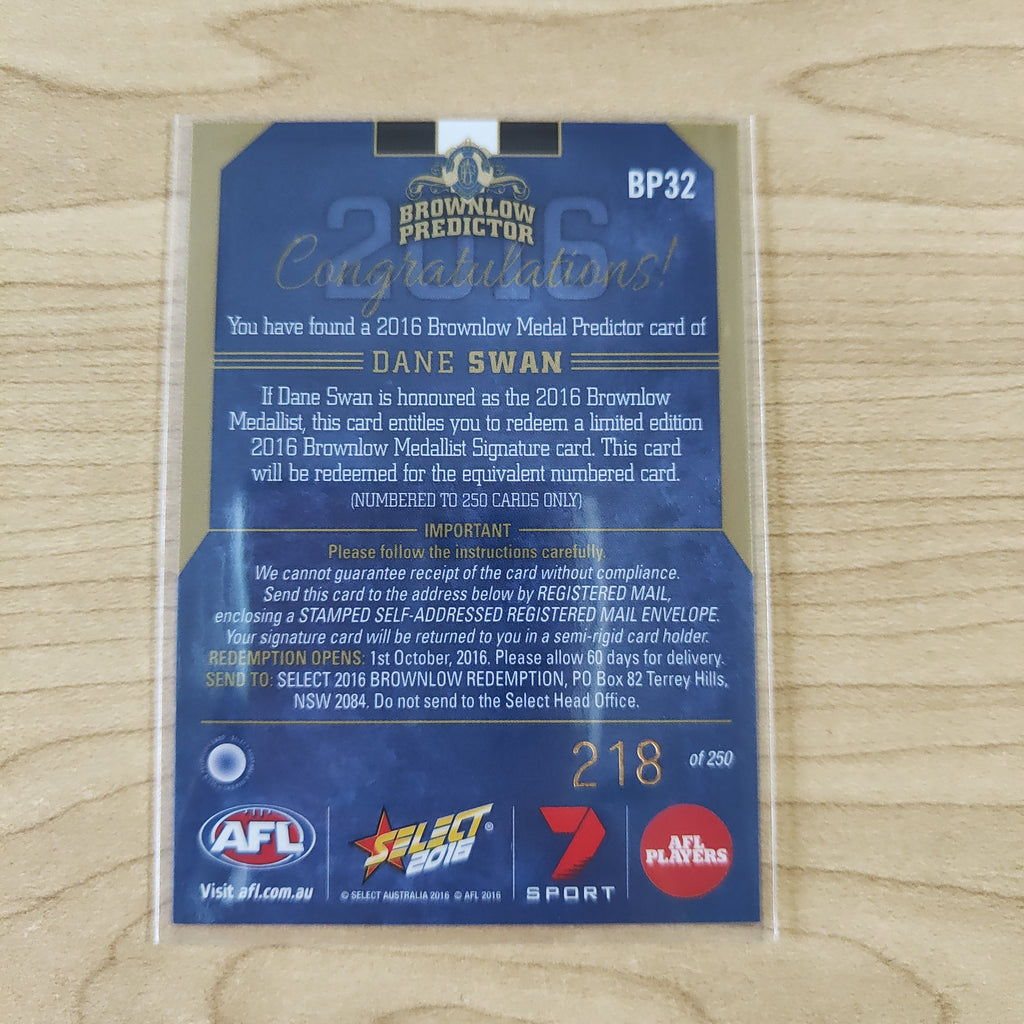 BP32
2016
BROWNLOW
PREDICTOR
Congratulations!
You have found a 2016 Brownlow Medal Predictor card of
DANE SWAN
If Dane Swan is honoured as the 2016 Brownlow
Medallist, this card entitles you to redeem a limited edition
2016 Brownlow Medallist Signature card. This card
will be redeemed for the equivalent numbered card.
(NUMBERED TO 250 CARDS ONLY)
IMPORTANT
Please follow the instructions carefully.
We cannot guarantee receipt of the card without compliance.
Send this card to the address below by REGISTERED MAIL,
enclosing a STAMPED SELF-ADDRESSED REGISTERED MAIL ENVELOPE.
Your signature card will be returned to you in a semi-rigid card holder.
REDEMPTION OPENS: 1st October, 2016. Please allow 60 days for delivery.
SEND TO: SELECT 2016 BROWNLOW REDEMPTION, PO Box 82 Terrey Hills,
NSW 2084. Do not send to the Select Head Office.
218 of 250
AFL
Visit afl.com.au
SELECT®
2016
© SELECT AUSTRALIA 2016 © AFL 2016
7
SPORT
AFL
PLAYERS